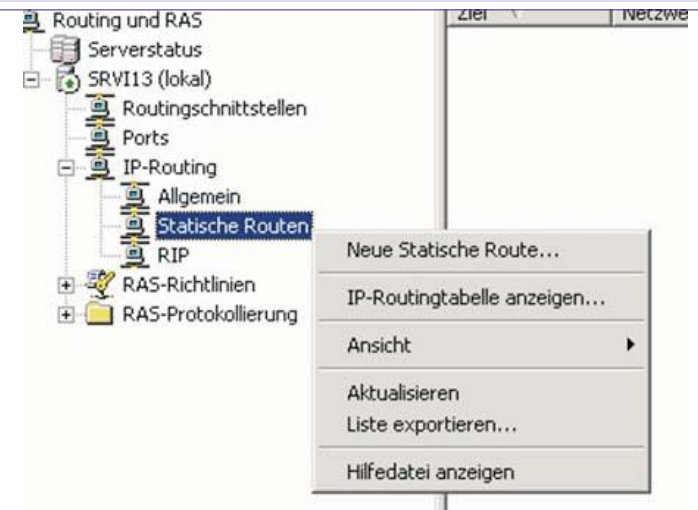 Routing und RAS
Serverstatus
SRVI13 (lokal)
Routingschnittstellen
Ports
IP-Routing
Allgemein
Statische Routen
RIP
RAS-Richtlinien
RAS-Protokollierung
Ziel
Netzwe
Neue Statische Route...
IP-Routingtabelle anzeigen...
Ansicht
Aktualisieren
Liste exportieren...
Hilfedatei anzeigen